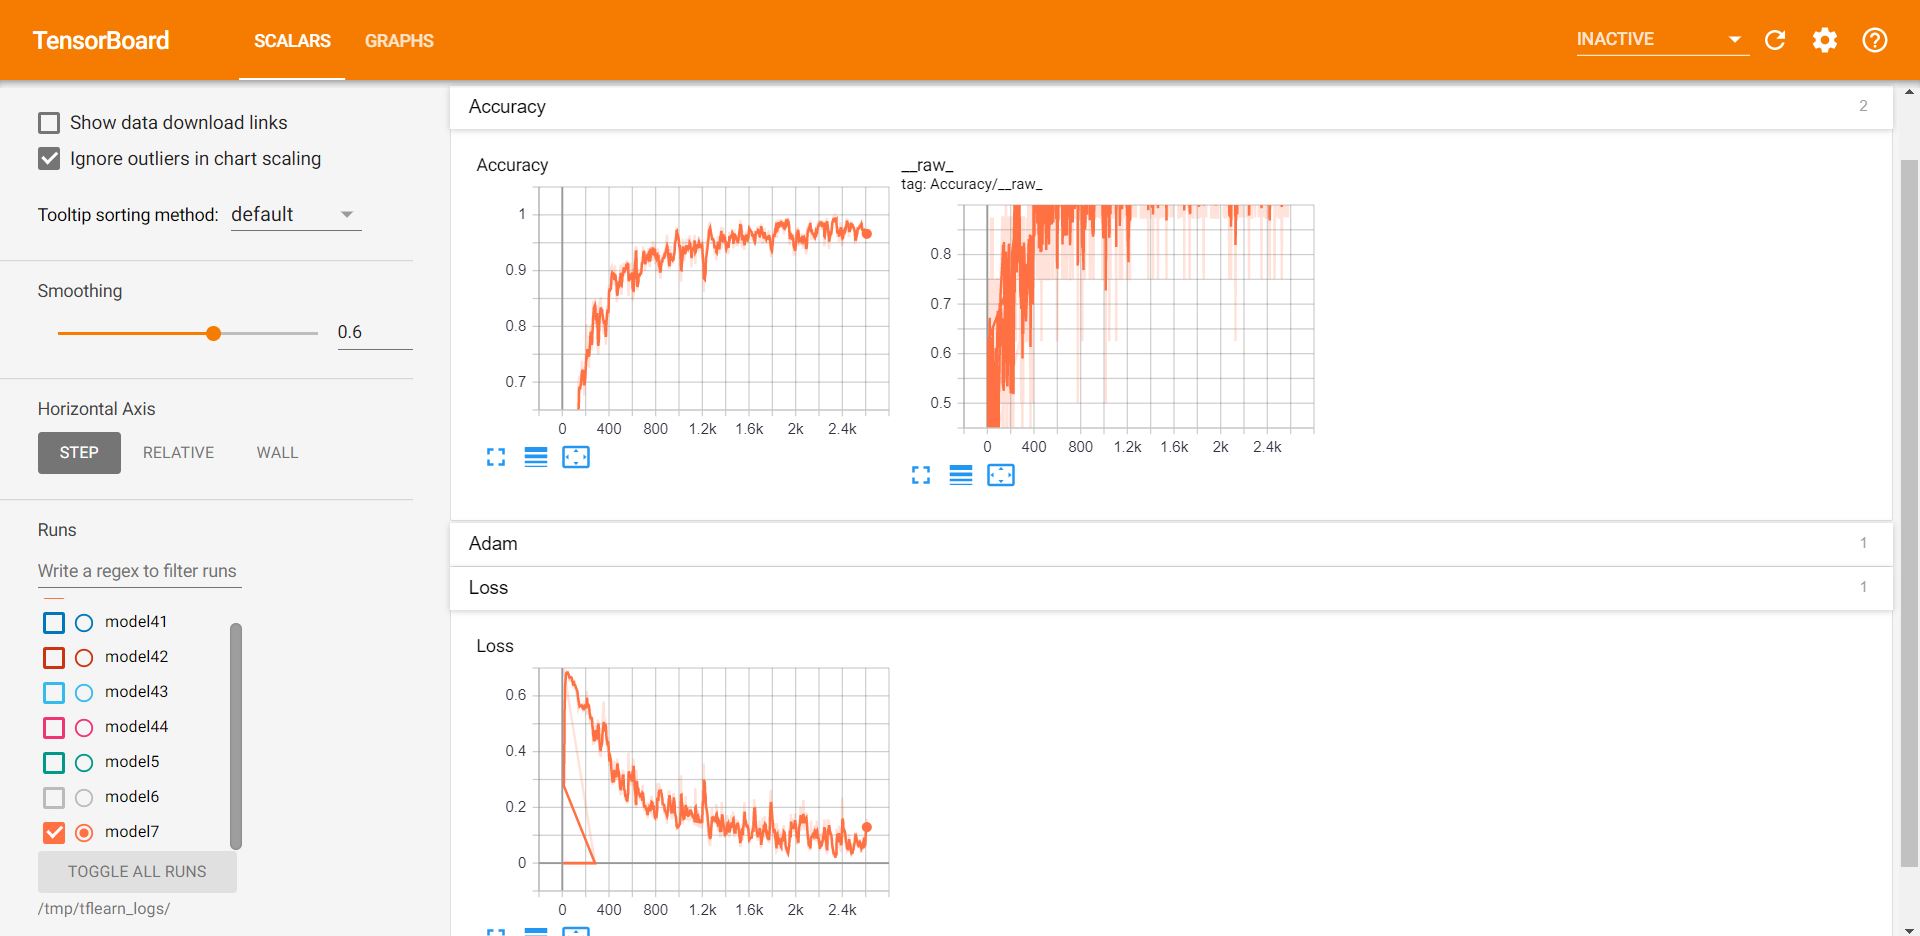 TensorBoard SCALARS GRAPHS INACTIVE
Show data download links
Ignore outliers in chart scaling
Tooltip sorting method: default
Smoothing
0.6
Horizontal Axis
STEP RELATIVE WALL
Runs
Write a regex to filter runs
model41
model42
model43
model44
model5
model6
model7
TOGGLE ALL RUNS
/tmp/tflearn_logs/
Accuracy 2
Accuracy
1
0.9
0.8
0.7
0 400 800 1.2k 1.6k 2k 2.4k
__raw_
tag: Accuracy/__raw_
0.8
0.7
0.6
0.5
0 400 800 1.2k 1.6k 2k 2.4k
Adam 1
Loss 1
Loss
0.6
0.4
0.2
0
0 400 800 1.2k 1.6k 2k 2.4k